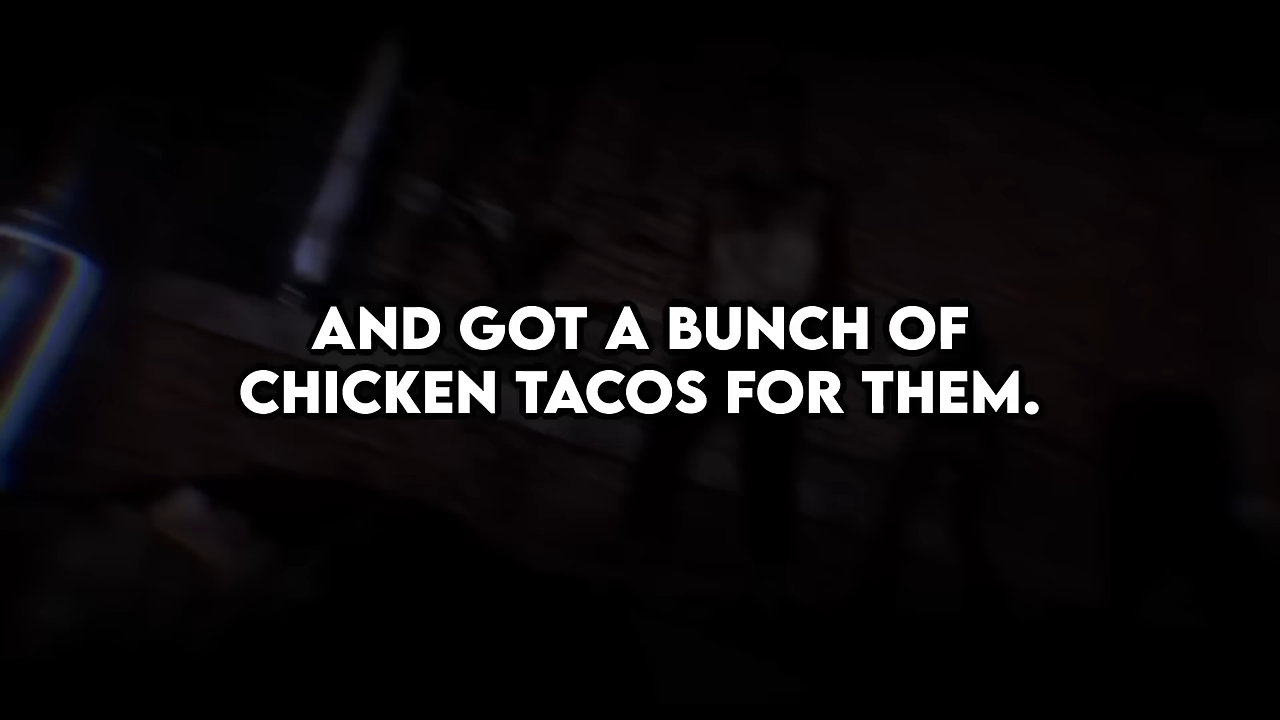 AND GOT A BUNCH OF
CHICKEN TACOS FOR THEM.